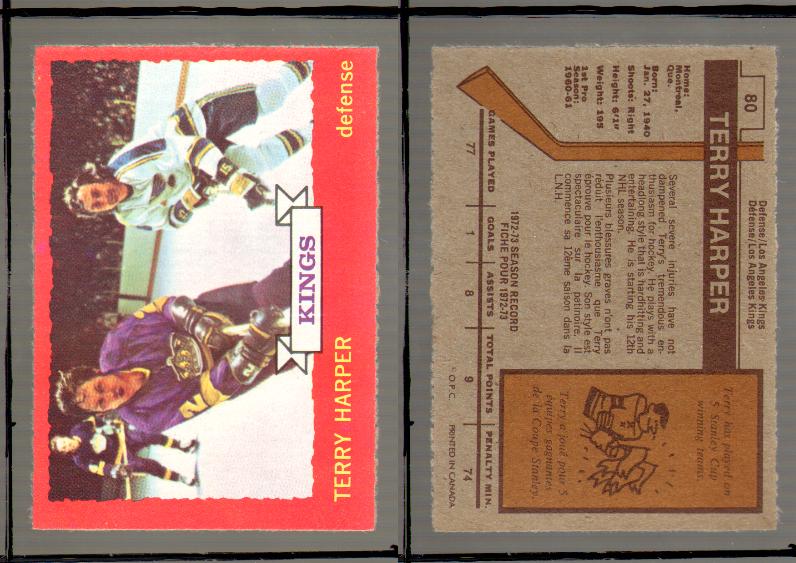 TERRY HARPER
defense
KINGS
80
Defense/Los Angeles Kings
Défense/Los Angeles Kings
TERRY HARPER
Home:
Montreal,
Que.
Born:
Jan. 27, 1940
Shoots: Right
Height: 6'1"
Weight: 195
1st Pro
Season:
1960-61
Several severe injuries have not
dampened Terry's tremendous en-
thusiasm for hockey. He plays with a
headlong style that is hardhitting and
entertaining. He is starting his 12th
NHL season.
Plusieurs blessures graves n'ont pas
réduit l'enthousiasme que Terry
éprouve pour le hockey. Son style est
spectaculaire sur la patinoire. Il
commence sa 12ème saison dans la
L.N.H.
Terry has played on
5 Stanley Cup
winning teams.
Terry a joué pour 5
équipes gagnantes
de la Coupe Stanley.
1972-73 SEASON RECORD
FICHE POUR 1972-73
GAMES PLAYED GOALS ASSISTS TOTAL POINTS PENALTY MIN.
77 1 8 9 74
© O.P.C. PRINTED IN CANADA